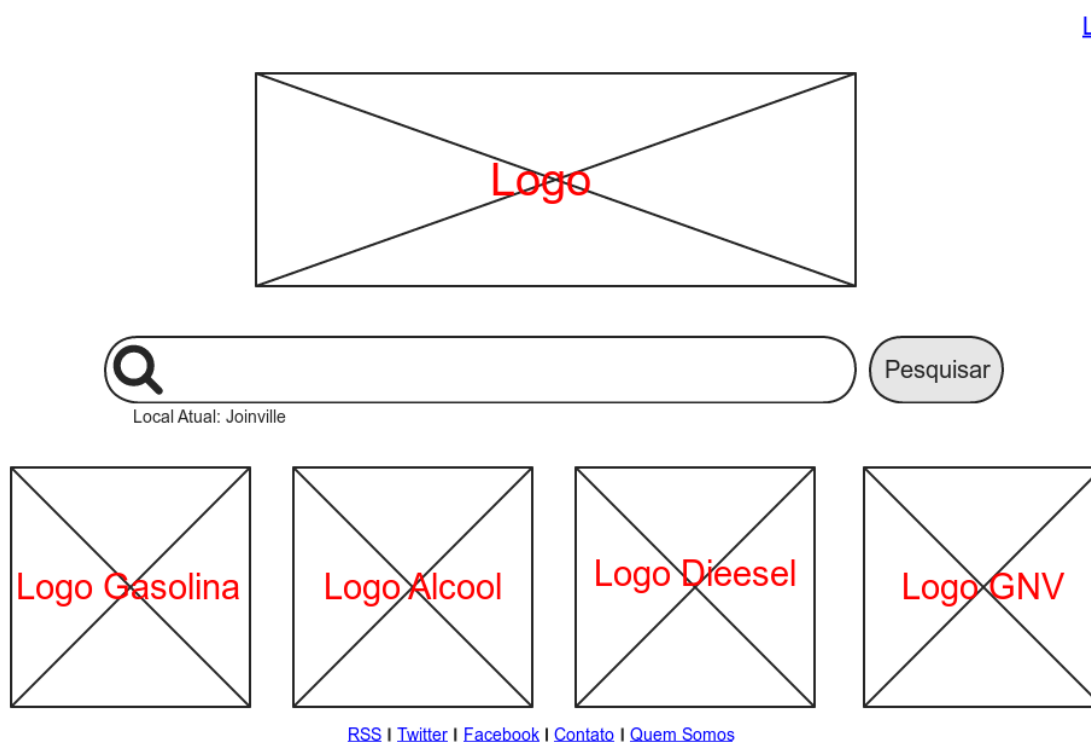 L
Logo
Pesquisar
Local Atual: Joinville
Logo Gasolina
Logo Alcool
Logo Dieesel
Logo GNV
RSS I Twitter I Facebook I Contato I Quem Somos